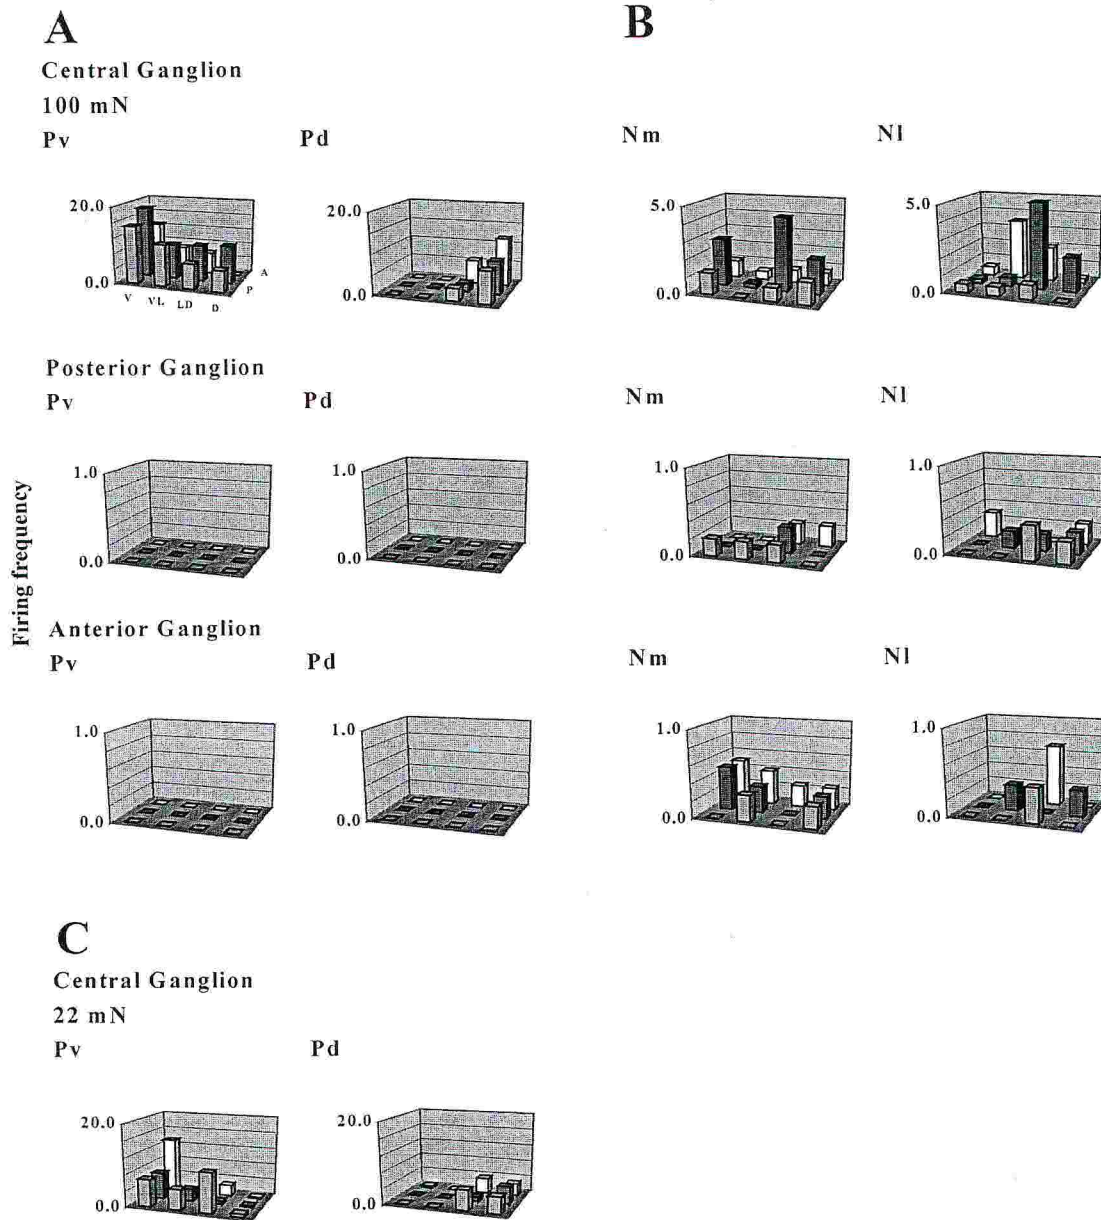 A
B
Central Ganglion
100 mN
Pv
Pd
Nm
Nl
20.0
0.0
V
VL
LD
D
P
A
20.0
0.0
5.0
0.0
5.0
0.0
Posterior Ganglion
Pv
Pd
Nm
Nl
1.0
0.0
1.0
0.0
1.0
0.0
1.0
0.0
Firing frequency
Anterior Ganglion
Pv
Pd
Nm
Nl
1.0
0.0
1.0
0.0
1.0
0.0
1.0
0.0
C
Central Ganglion
22 mN
Pv
Pd
20.0
0.0
20.0
0.0